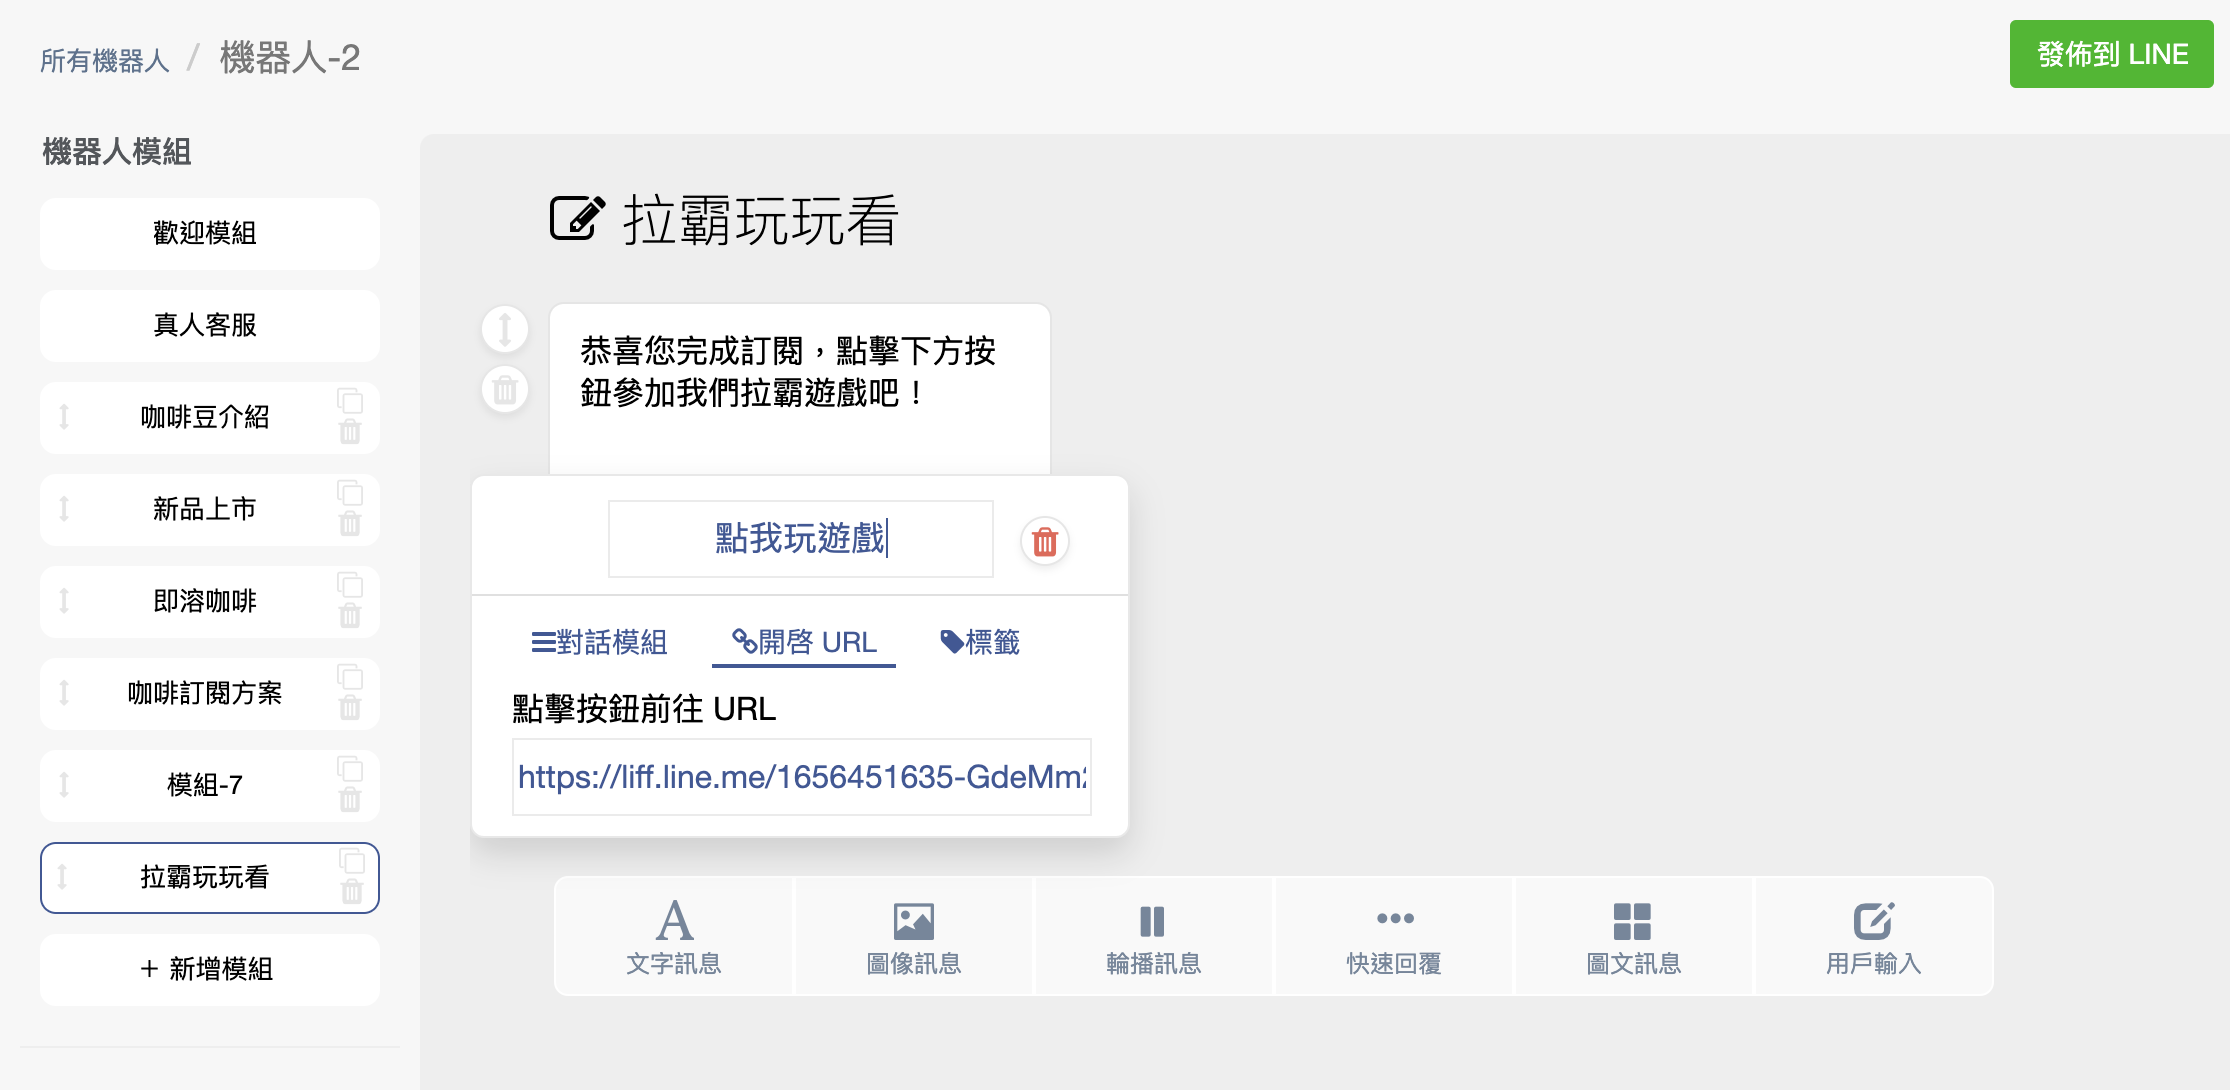 所有機器人 / 機器人-2
發佈到 LINE
機器人模組
歡迎模組
真人客服
咖啡豆介紹
新品上市
即溶咖啡
咖啡訂閱方案
模組-7
拉霸玩玩看
+ 新增模組
拉霸玩玩看
恭喜您完成訂閱，點擊下方按
鈕參加我們拉霸遊戲吧！
點我玩遊戲
對話模組 開啓 URL 標籤
點擊按鈕前往 URL
https://liff.line.me/1656451635-GdeMm
文字訊息 圖像訊息 輪播訊息 快速回覆 圖文訊息 用戶輸入